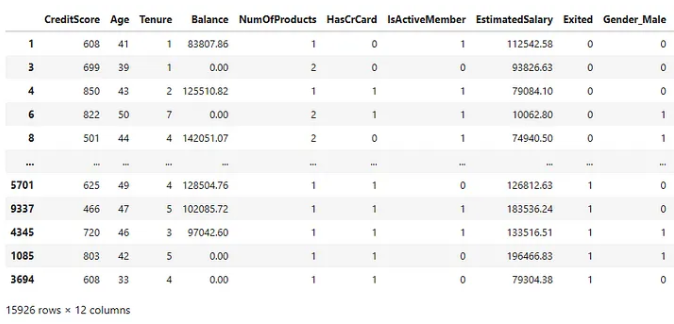 CreditScore Age Tenure Balance NumOfProducts HasCrCard IsActiveMember EstimatedSalary Exited Gender_Male
1 608 41 1 83807.86 1 0 1 112542.58 0 0
3 699 39 1 0.00 2 0 0 93826.63 0 0
4 850 43 2 125510.82 1 1 1 79084.10 0 0
6 822 50 7 0.00 2 1 1 10062.80 0 1
8 501 44 4 142051.07 2 0 1 74940.50 0 1
... ... ... ... ... ... ... ... ... ... ...
5701 625 49 4 128504.76 1 1 0 126812.63 1 0
9337 466 47 5 102085.72 1 1 1 183536.24 1 0
4345 720 46 3 97042.60 1 1 1 133516.51 1 1
1085 803 42 5 0.00 1 1 0 196466.83 1 1
3694 608 33 4 0.00 1 1 0 79304.38 1 0
15926 rows × 12 columns